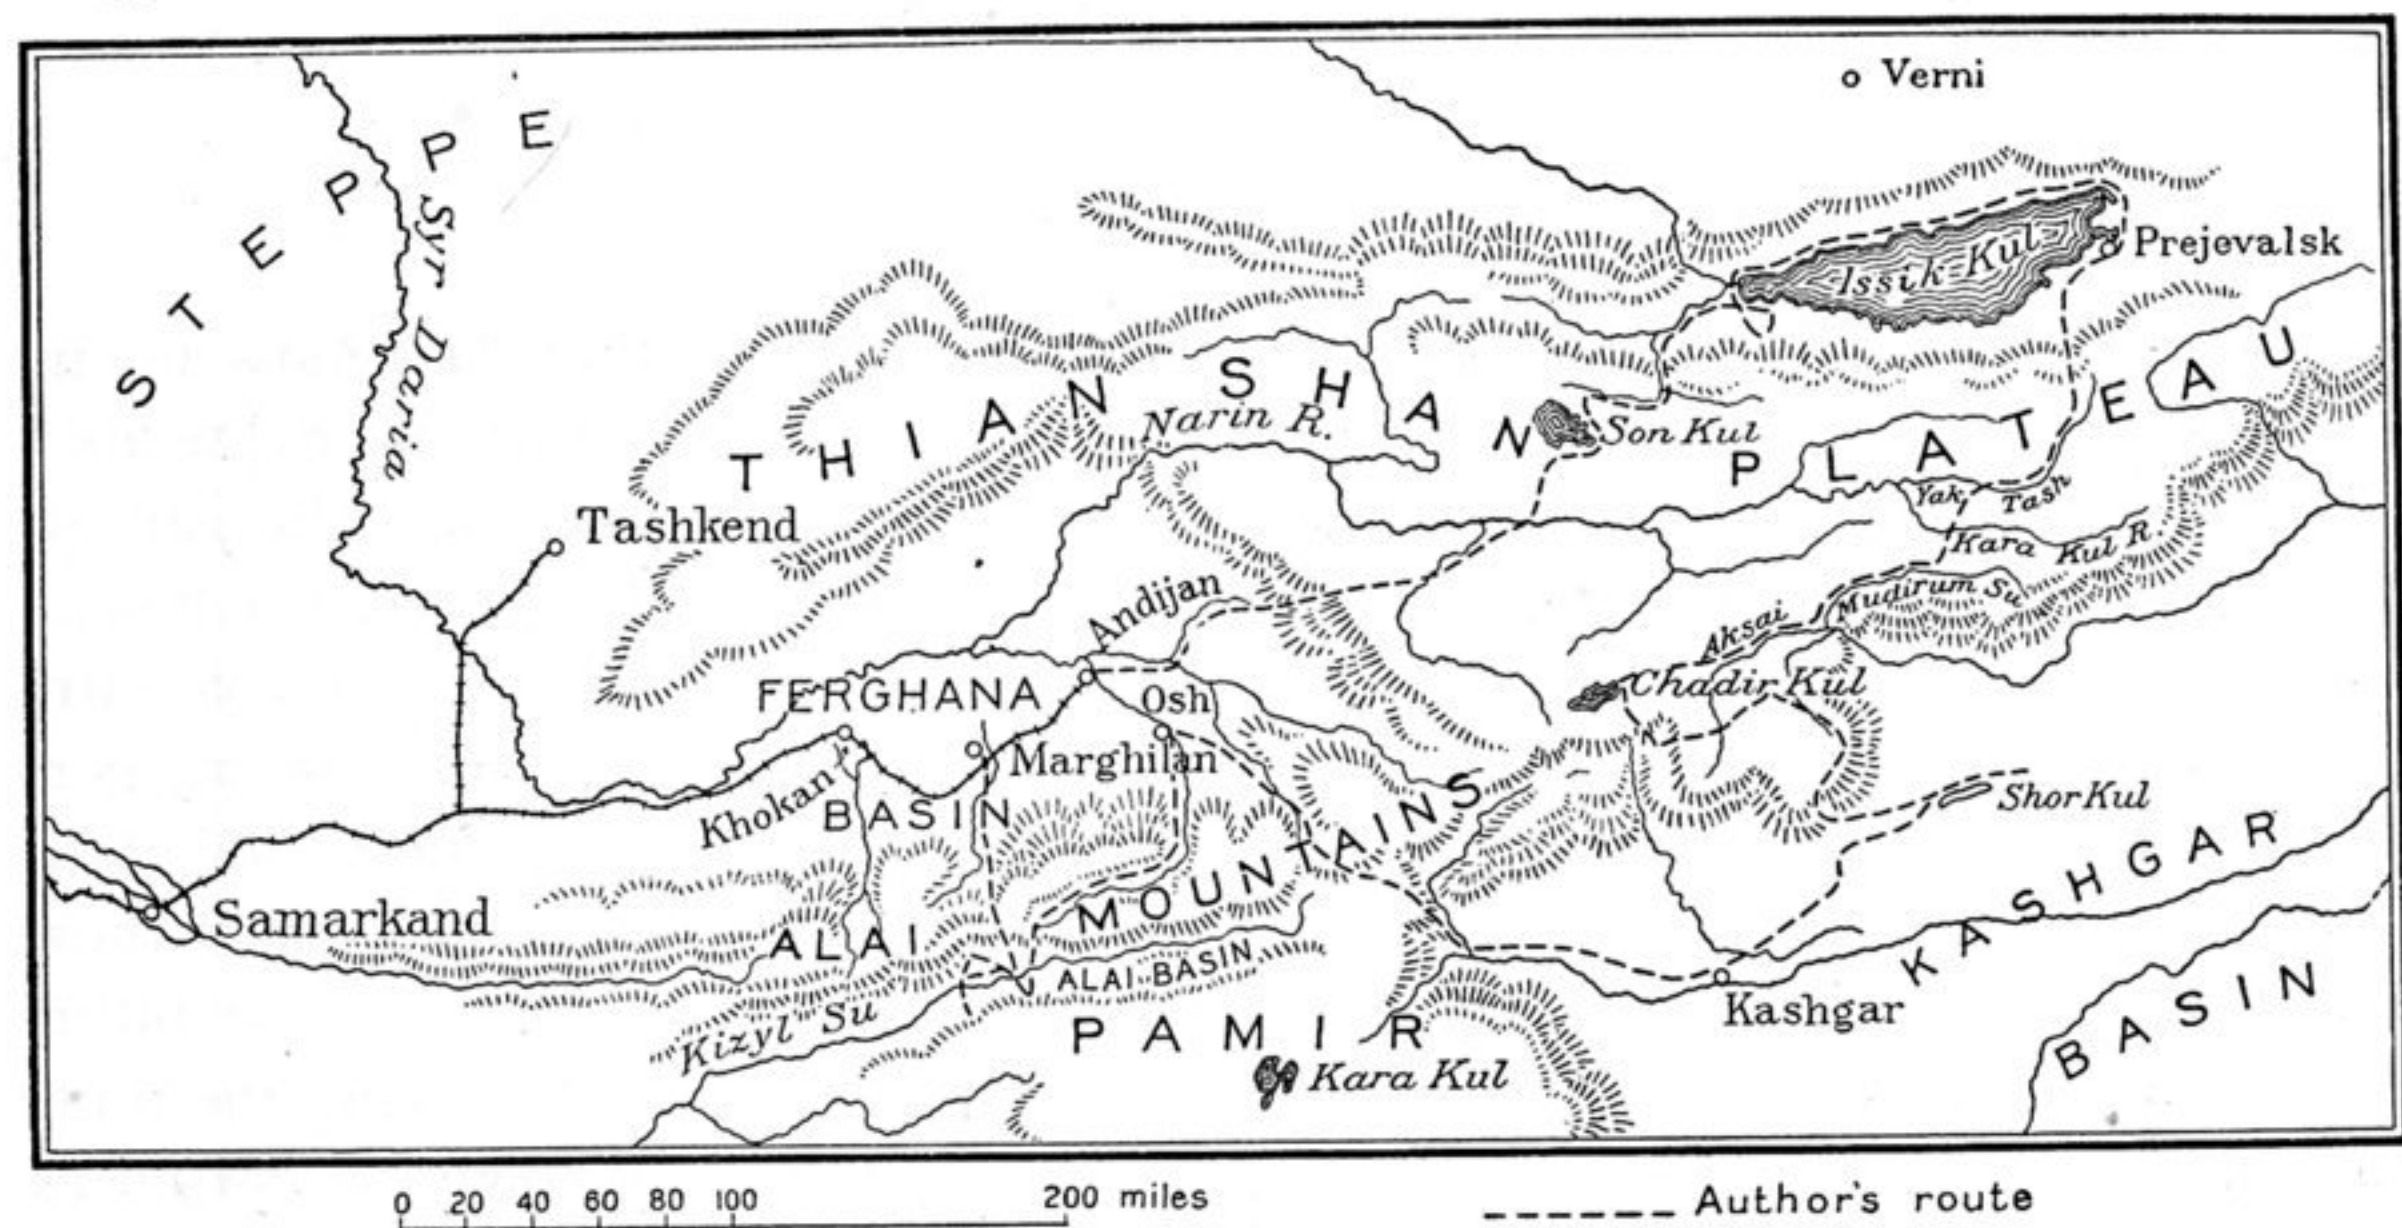 Verni
STEPPE
Syr Daria
Issik-Kul
Prejevalsk
THIAN SHAN PLATEAU
Narin R.
Son Kul
Tashkend
Yak Tash
Kara Kul R.
Mudirum Su
Aksai
Andijan
Chadir Kul
FERGHANA BASIN
Osh
Marghilan
Khokan
Shor Kul
Samarkand
ALAI MOUNTAINS
KASHGAR BASIN
ALAI BASIN
Kizyl Su
PAMIR
Kashgar
Kara Kul
0 20 40 60 80 100 200 miles
Author's route